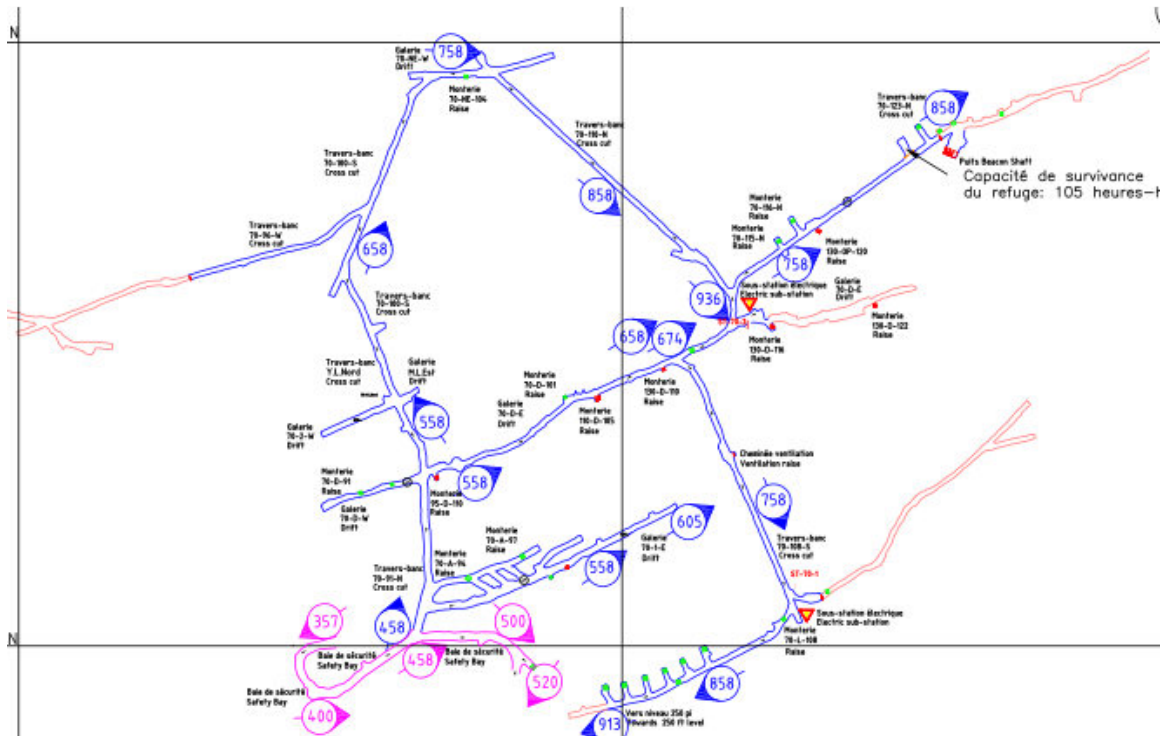 N
Galerie
70-NE-W
Drift
758
Monterie
70-NE-104
Raise
Travers-banc
70-110-N
Cross cut
Travers-banc
70-123-N
Cross cut
858
Puits Beacon Shaft
Capacité de survivance
du refuge: 105 heures-h
Travers-banc
70-100-S
Cross cut
858
Monterie
70-116-N
Raise
Monterie
70-115-N
Raise
758
Monterie
130-DP-120
Raise
Travers-banc
70-96-W
Cross cut
658
Travers-banc
70-100-S
Cross cut
936
Sous-station électrique
Electric sub-station
Galerie
70-D-E
Drift
Monterie
130-D-122
Raise
Monterie
130-D-116
Raise
658
674
Travers-banc
Y.L.Nord
Cross cut
Galerie
M.L.Est
Drift
Monterie
70-D-101
Raise
Monterie
110-D-105
Raise
Monterie
130-D-110
Raise
Galerie
70-D-E
Drift
558
Galerie
70-2-W
Drift
Cheminée ventilation
Ventilation raise
Monterie
70-D-91
Raise
Galerie
70-D-W
Drift
558
Monterie
95-D-110
Raise
758
605
Monterie
70-A-97
Raise
Galerie
70-1-E
Drift
Monterie
70-A-94
Raise
558
Travers-banc
70-108-S
Cross cut
Travers-banc
70-91-N
Cross cut
ST-70-1
Sous-station électrique
Electric sub-station
Monterie
70-L-108
Raise
N
357
458
500
Baie de sécurité
Safety Bay
458
Baie de sécurité
Safety Bay
520
Baie de sécurité
Safety Bay
400
858
913
Vers niveau 250 pi
Towards 250 ft level